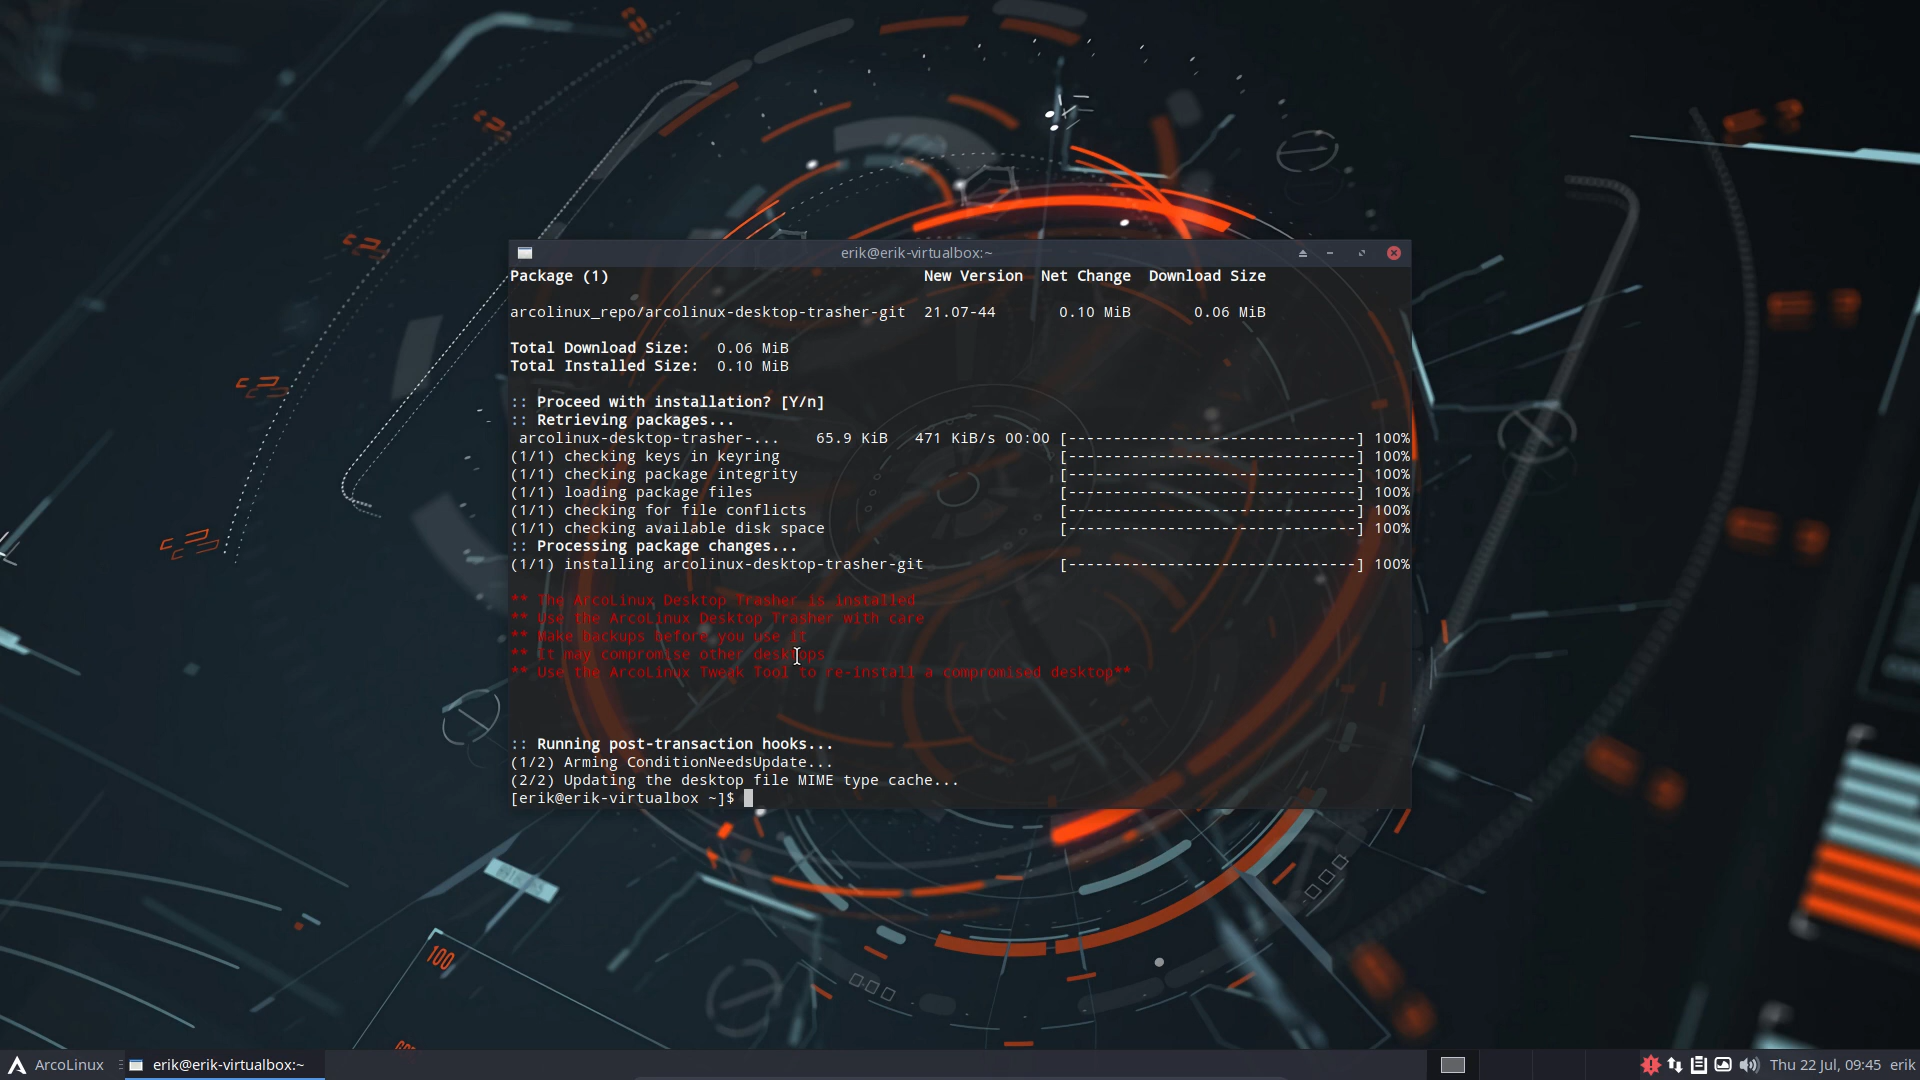 erik@erik-virtualbox:~
Package (1) New Version Net Change Download Size
arcolinux_repo/arcolinux-desktop-trasher-git 21.07-44 0.10 MiB 0.06 MiB
Total Download Size: 0.06 MiB
Total Installed Size: 0.10 MiB
:: Proceed with installation? [Y/n]
:: Retrieving packages...
arcolinux-desktop-trasher-... 65.9 KiB 471 KiB/s 00:00 [--------------------------------] 100%
(1/1) checking keys in keyring [--------------------------------] 100%
(1/1) checking package integrity [--------------------------------] 100%
(1/1) loading package files [--------------------------------] 100%
(1/1) checking for file conflicts [--------------------------------] 100%
(1/1) checking available disk space [--------------------------------] 100%
:: Processing package changes...
(1/1) installing arcolinux-desktop-trasher-git [--------------------------------] 100%
** The ArcoLinux Desktop Trasher is installed
** Use the ArcoLinux Desktop Trasher with care
** Make backups before you use it
** It may compromise other desktops
** Use the ArcoLinux Tweak Tool to re-install a compromised desktop**
:: Running post-transaction hooks...
(1/2) Arming ConditionNeedsUpdate...
(2/2) Updating the desktop file MIME type cache...
[erik@erik-virtualbox ~]$
100
ArcoLinux
erik@erik-virtualbox:~
Thu 22 Jul, 09:45 erik